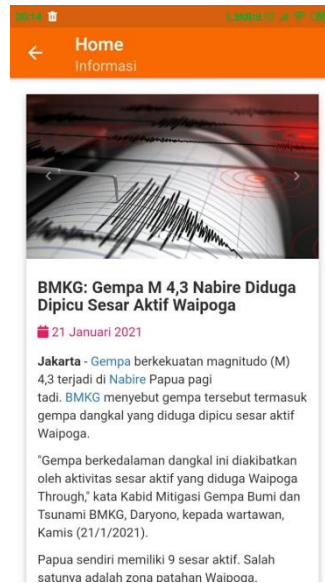 20:14
Home
Informasi
BMKG: Gempa M 4,3 Nabire Diduga
Dipicu Sesar Aktif Waipoga
21 Januari 2021
Jakarta - Gempa berkekuatan magnitudo (M)
4,3 terjadi di Nabire Papua pagi
tadi. BMKG menyebut gempa tersebut termasuk
gempa dangkal yang diduga dipicu sesar aktif
Waipoga.
"Gempa berkedalaman dangkal ini diakibatkan
oleh aktivitas sesar aktif yang diduga Waipoga
Through," kata Kabid Mitigasi Gempa Bumi dan
Tsunami BMKG, Daryono, kepada wartawan,
Kamis (21/1/2021).
Papua sendiri memiliki 9 sesar aktif. Salah
satunya adalah zona patahan Waipoga.